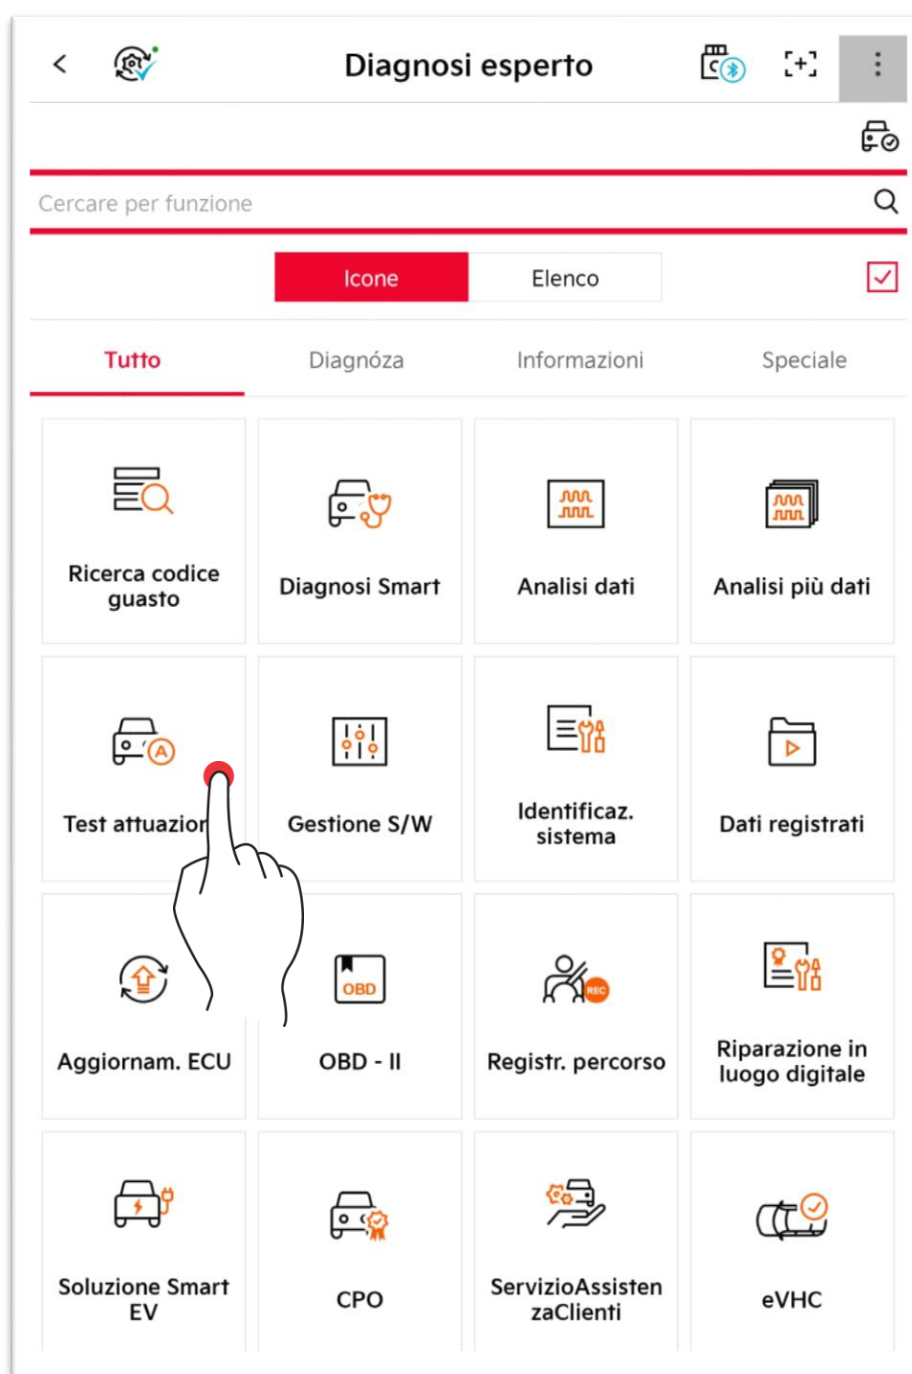 Diagnosi esperto
Cercare per funzione
Icone
Elenco
Tutto
Diagnóza
Informazioni
Speciale
Ricerca codice
guasto
Diagnosi Smart
Analisi dati
Analisi più dati
A
Test attuazion
Gestione S/W
Identificaz.
sistema
Dati registrati
Aggiornam. ECU
OBD
OBD - II
REC
Registr. percorso
Riparazione in
luogo digitale
Soluzione Smart
EV
CPO
ServizioAssisten
zaClienti
eVHC